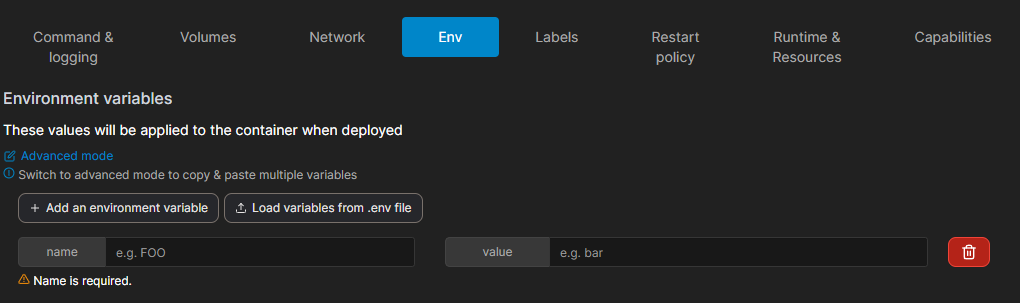 Command & logging Volumes Network Env Labels Restart policy Runtime & Resources Capabilities
Environment variables
These values will be applied to the container when deployed
Advanced mode
Switch to advanced mode to copy & paste multiple variables
+ Add an environment variable Load variables from .env file
name e.g. FOO value e.g. bar
Name is required.